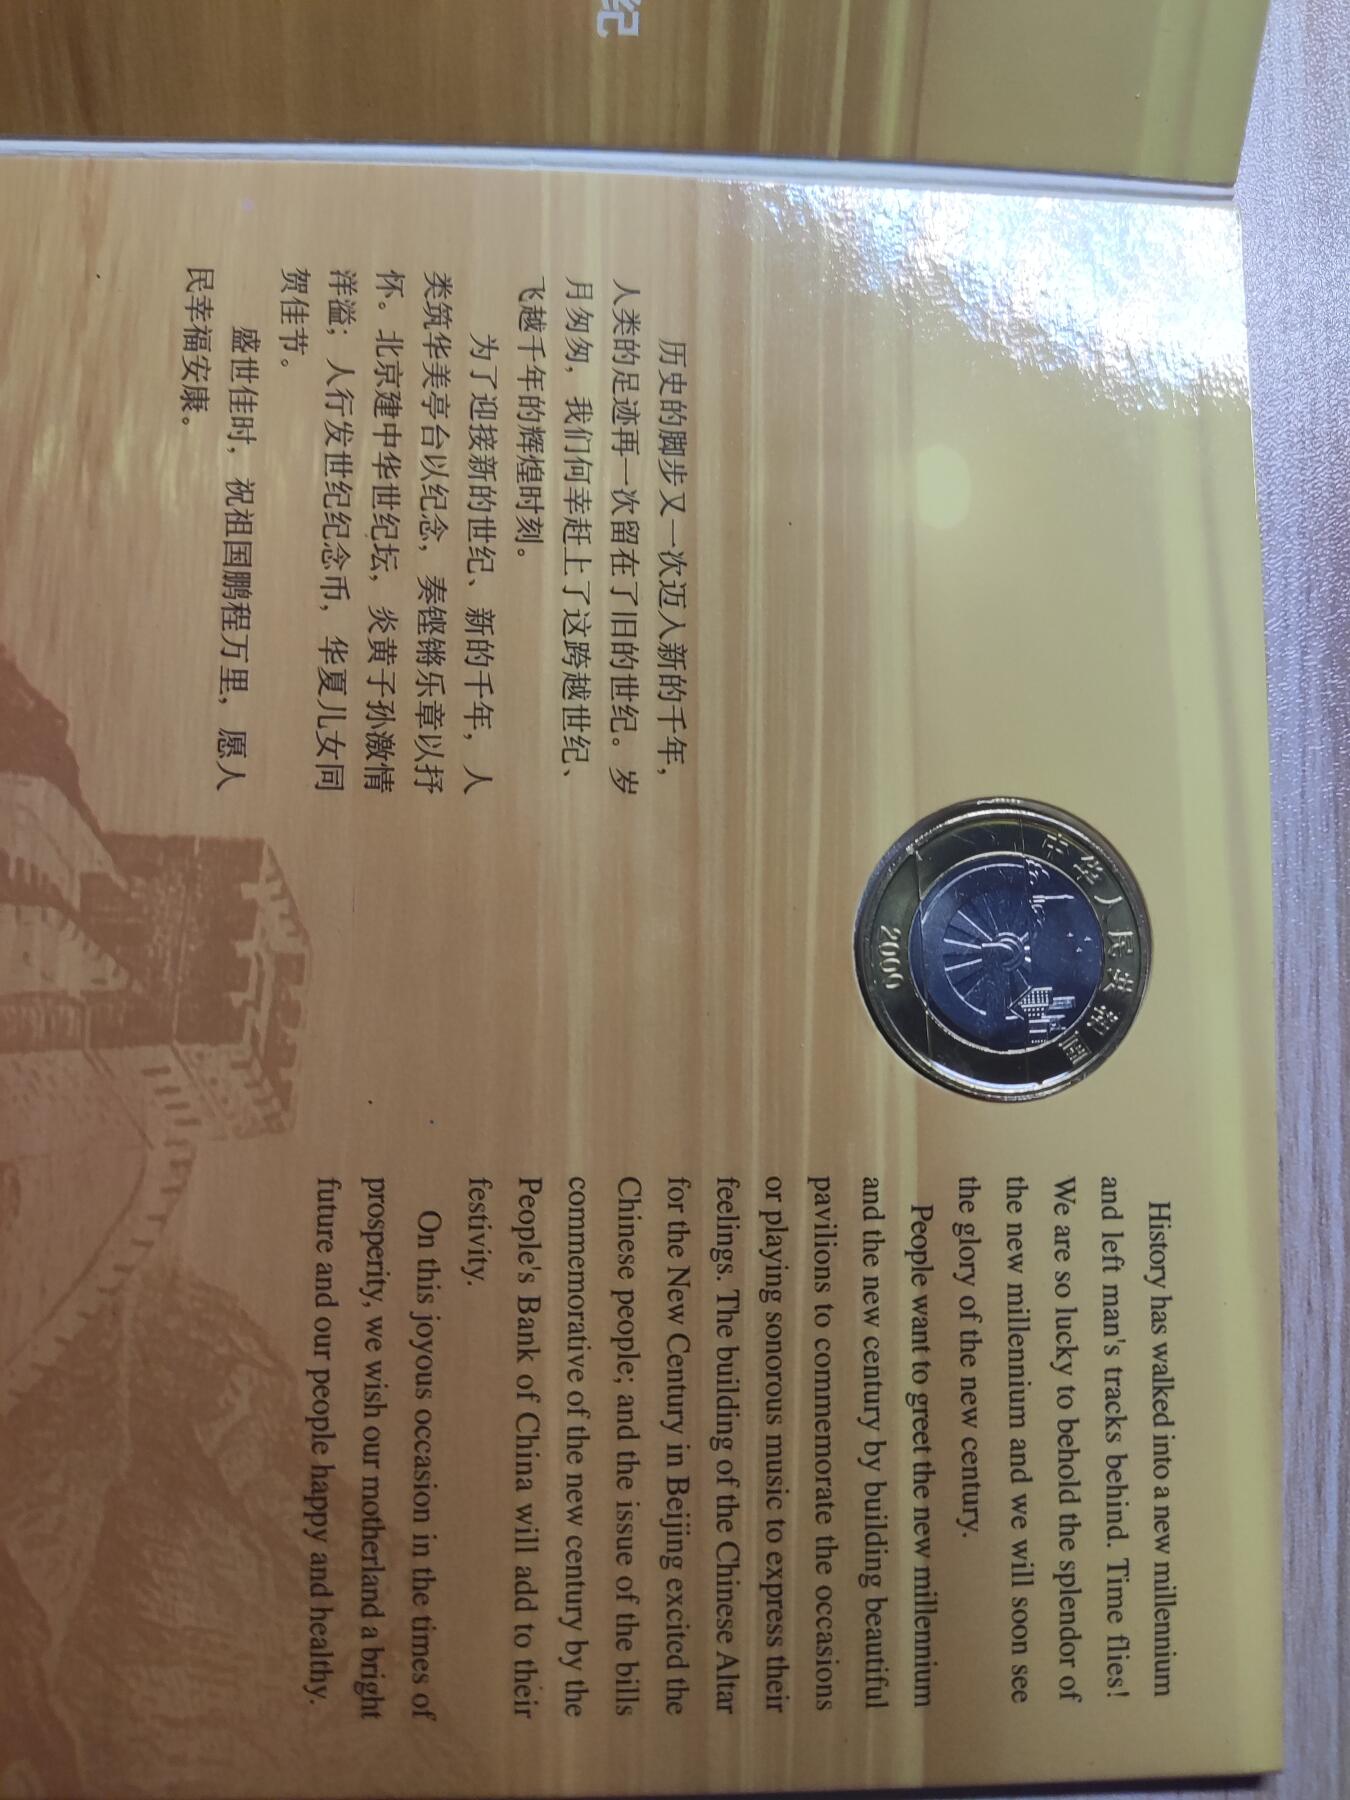 纪
历史的脚步又一次迈入新的千年，
人类的足迹再一次留在了旧的世纪。岁
月匆匆，我们何幸赶上了这跨越世纪、
飞越千年的辉煌时刻。
为了迎接新的世纪、新的千年，人
类筑华美亭台以纪念，奏铿锵乐章以抒
怀。北京建中华世纪坛，炎黄子孙激情
洋溢；人行发世纪纪念币，华夏儿女同
贺佳节。
盛世佳时，祝祖国鹏程万里，愿人
民幸福安康。
中华人民共和国
2000
History has walked into a new millennium
and left man's tracks behind. Time flies!
We are so lucky to behold the splendor of
the new millennium and we will soon see
the glory of the new century.
People want to greet the new millennium
and the new century by building beautiful
pavilions to commemorate the occasions
or playing sonorous music to express their
feelings. The building of the Chinese Altar
for the New Century in Beijing excited the
Chinese people; and the issue of the bills
commemorative of the new century by the
People's Bank of China will add to their
festivity.
On this joyous occasion in the times of
prosperity, we wish our motherland a bright
future and our people happy and healthy.